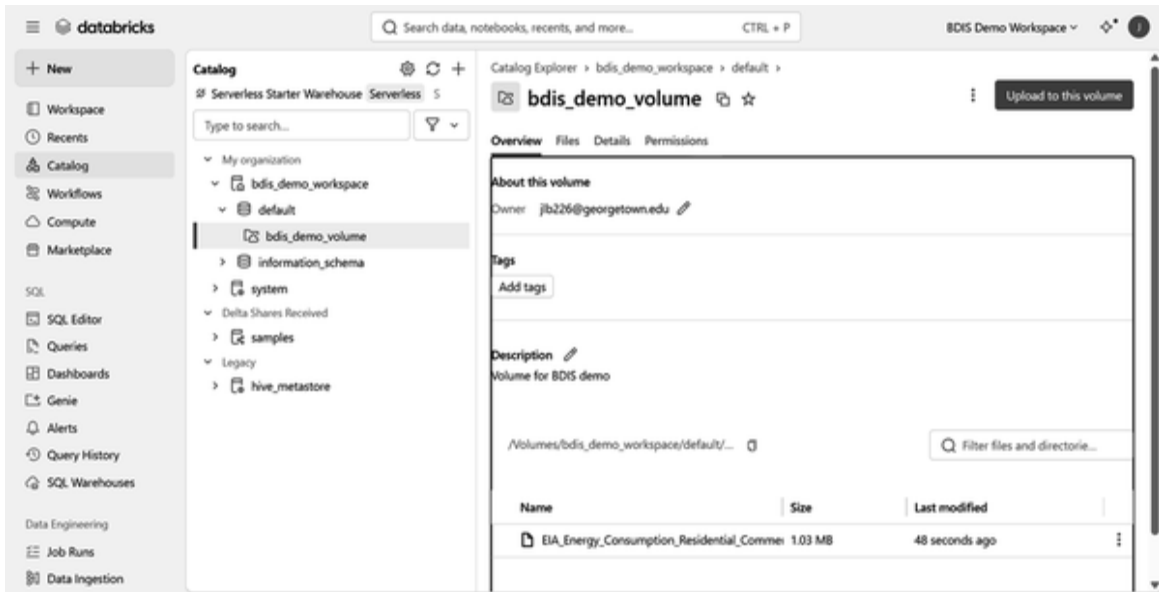 databricks
Search data, notebooks, recents, and more... CTRL + P
BDIS Demo Workspace
J
New
Workspace
Recents
Catalog
Workflows
Compute
Marketplace
SQL
SQL Editor
Queries
Dashboards
Genie
Alerts
Query History
SQL Warehouses
Data Engineering
Job Runs
Data Ingestion
Catalog
Serverless Starter Warehouse Serverless S
Type to search...
My organization
bdis_demo_workspace
default
bdis_demo_volume
information_schema
system
Delta Shares Received
samples
Legacy
hive_metastore
Catalog Explorer > bdis_demo_workspace > default >
bdis_demo_volume
Upload to this volume
Overview Files Details Permissions
About this volume
Owner jlb226@georgetown.edu
Tags
Add tags
Description
Volume for BDIS demo
/Volumes/bdis_demo_workspace/default/...
Filter files and directorie...
Name Size Last modified
EIA_Energy_Consumption_Residential_Commer 1.03 MB 48 seconds ago